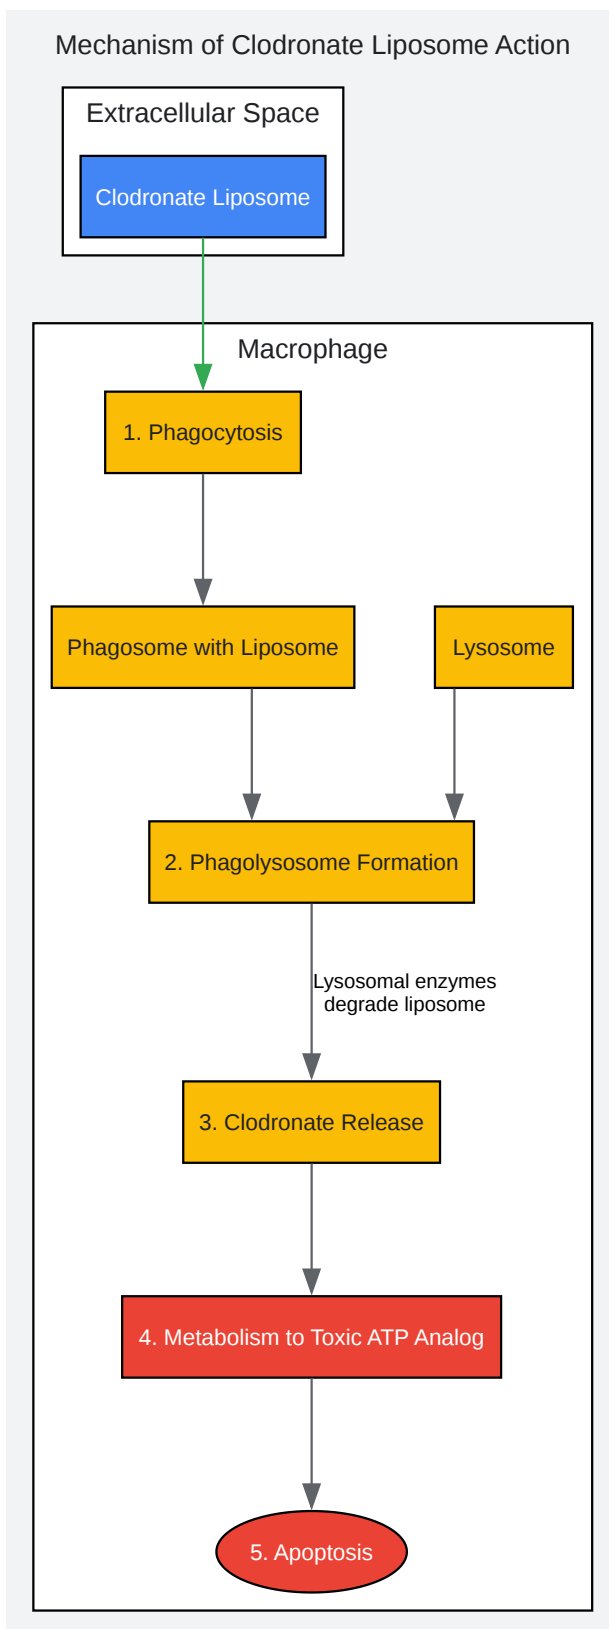 Mechanism of Clodronate Liposome Action
Extracellular Space
Clodronate Liposome
Macrophage
1. Phagocytosis
Phagosome with Liposome
Lysosome
2. Phagolysosome Formation
Lysosomal enzymes
degrade liposome
3. Clodronate Release
4. Metabolism to Toxic ATP Analog
5. Apoptosis